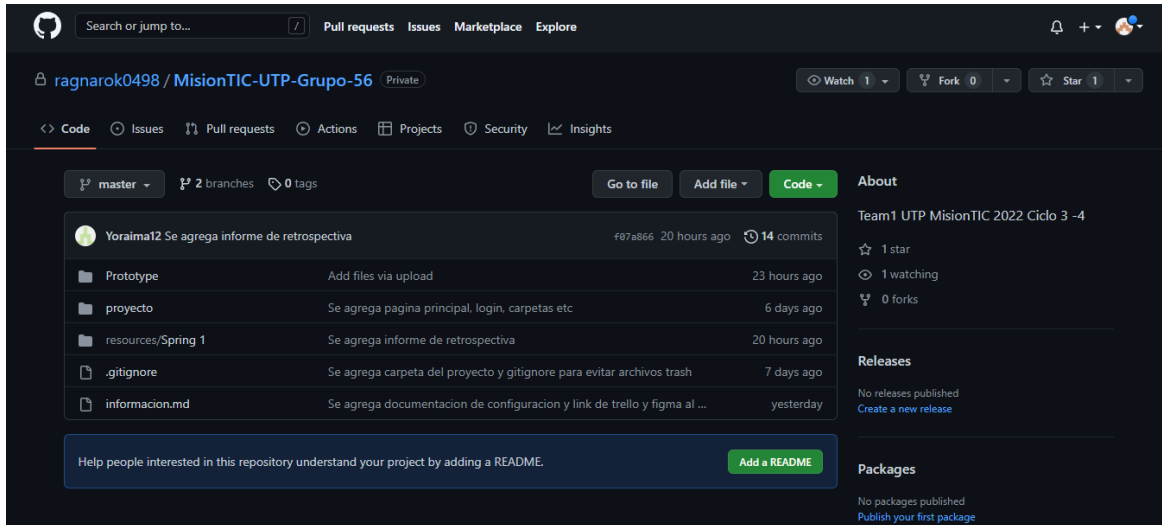 Search or jump to... / Pull requests Issues Marketplace Explore
ragnarok0498 / MisionTIC-UTP-Grupo-56 Private
Watch 1 Fork 0 Star 1
<> Code Issues Pull requests Actions Projects Security Insights
master 2 branches 0 tags Go to file Add file Code
Yoraima12 Se agrega informe de retrospectiva f07a866 20 hours ago 14 commits
Prototype Add files via upload 23 hours ago
proyecto Se agrega pagina principal, login, carpetas etc 6 days ago
resources/Spring 1 Se agrega informe de retrospectiva 20 hours ago
.gitignore Se agrega carpeta del proyecto y gitignore para evitar archivos trash 7 days ago
informacion.md Se agrega documentacion de configuracion y link de trello y figma al ... yesterday
Help people interested in this repository understand your project by adding a README. Add a README
About
Team1 UTP MisionTIC 2022 Ciclo 3 -4
1 star
1 watching
0 forks
Releases
No releases published
Create a new release
Packages
No packages published
Publish your first package